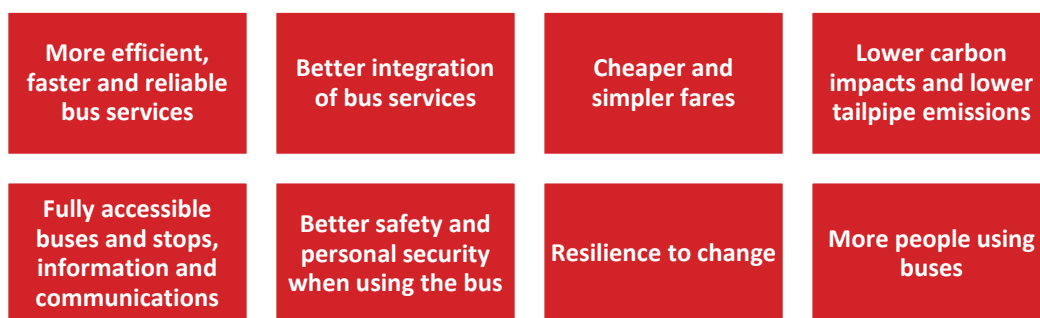 More efficient,
faster and reliable
bus services
Better integration
of bus services
Cheaper and
simpler fares
Lower carbon
impacts and lower
tailpipe emissions
Fully accessible
buses and stops,
information and
communications
Better safety and
personal security
when using the bus
Resilience to change
More people using
buses